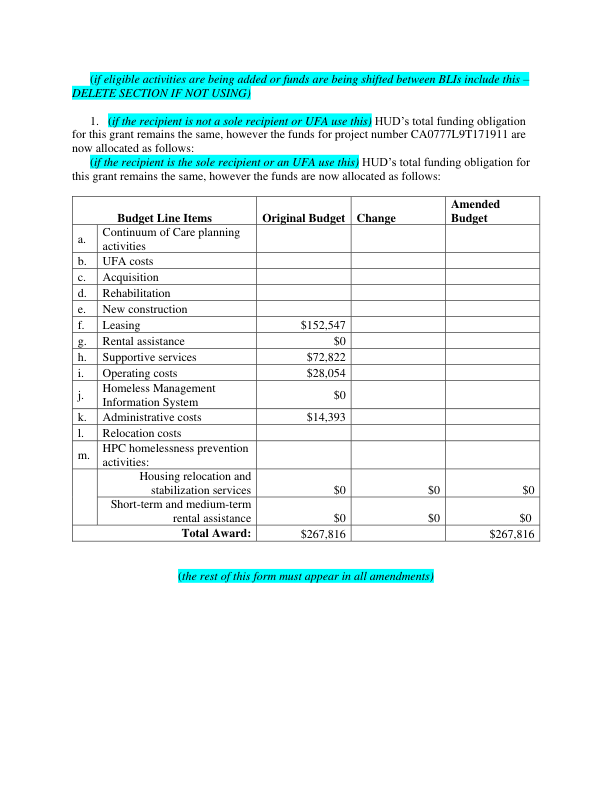 (if eligible activities are being added or funds are being shifted between BLIs include this –
DELETE SECTION IF NOT USING)
1. (if the recipient is not a sole recipient or UFA use this) HUD's total funding obligation
for this grant remains the same, however the funds for project number CA0777L9T171911 are
now allocated as follows:
(if the recipient is the sole recipient or an UFA use this) HUD's total funding obligation for
this grant remains the same, however the funds are now allocated as follows:
Budget Line Items Original Budget Change Amended Budget
a. Continuum of Care planning
activities
b. UFA costs
c. Acquisition
d. Rehabilitation
e. New construction
f. Leasing $152,547
g. Rental assistance $0
h. Supportive services $72,822
i. Operating costs $28,054
j. Homeless Management
Information System $0
k. Administrative costs $14,393
l. Relocation costs
m. HPC homelessness prevention
activities:
Housing relocation and
stabilization services $0 $0 $0
Short-term and medium-term
rental assistance $0 $0 $0
Total Award: $267,816 $267,816
(the rest of this form must appear in all amendments)